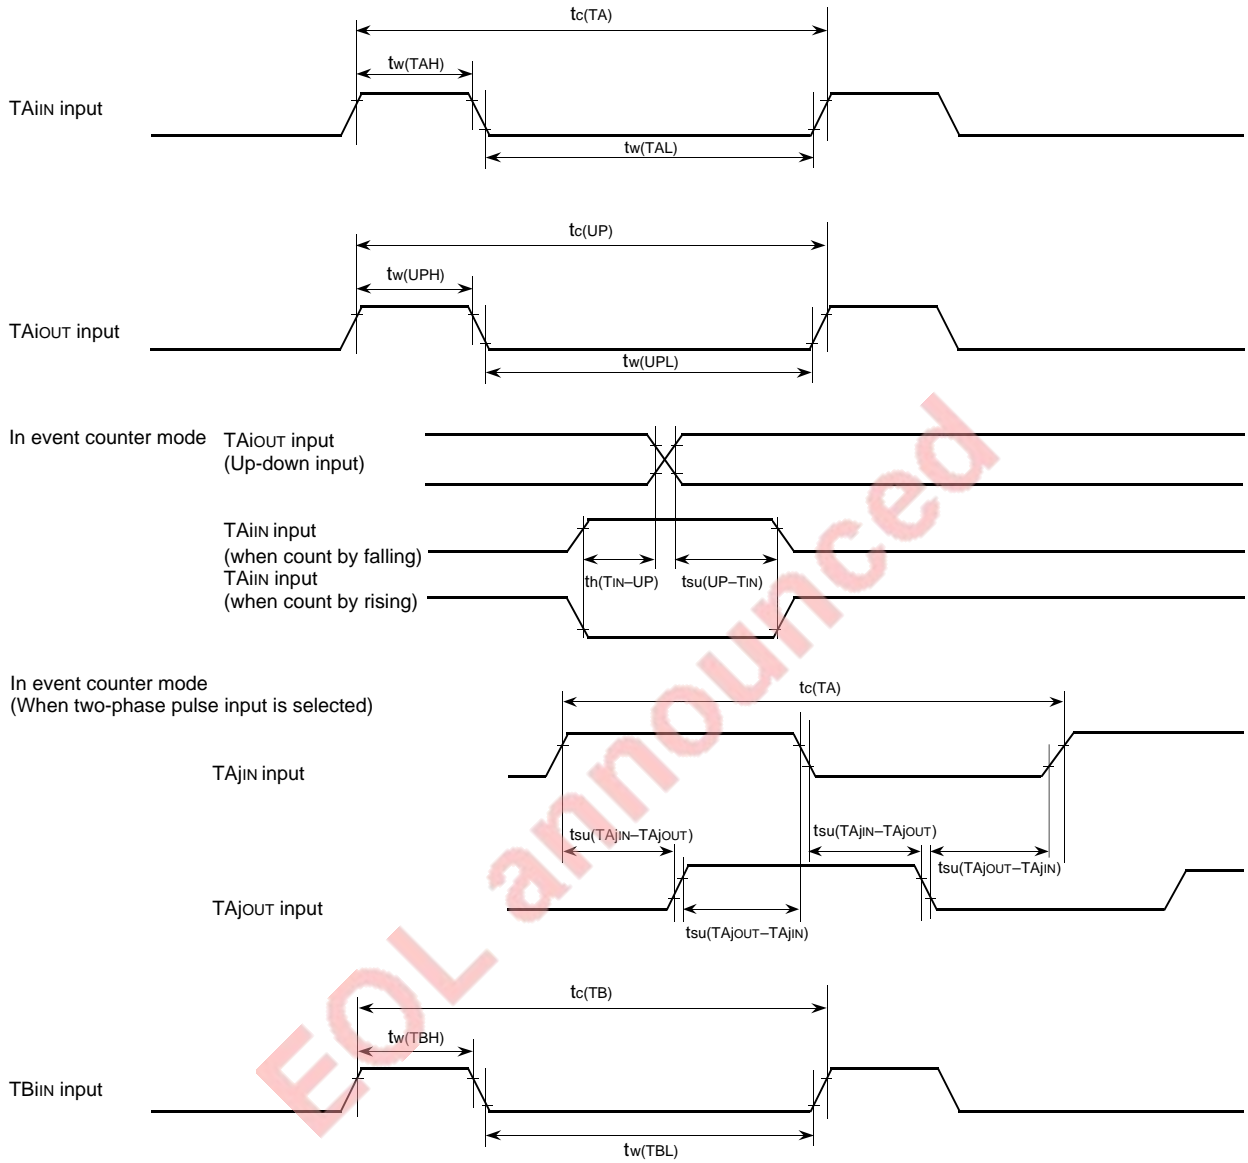 tc(TA)
tw(TAH)
TAiIN input
tw(TAL)
tc(UP)
tw(UPH)
TAiOUT input
tw(UPL)
In event counter mode
TAiOUT input
(Up-down input)
TAiIN input
(when count by falling)
th(TIN–UP)
tsu(UP–TIN)
TAiIN input
(when count by rising)
In event counter mode
(When two-phase pulse input is selected)
tc(TA)
TAjIN input
tsu(TAjIN–TAjOUT)
tsu(TAjIN–TAjOUT)
tsu(TAjOUT–TAjIN)
TAjOUT input
tsu(TAjOUT–TAjIN)
tc(TB)
tw(TBH)
TBiIN input
tw(TBL)
EOL announced